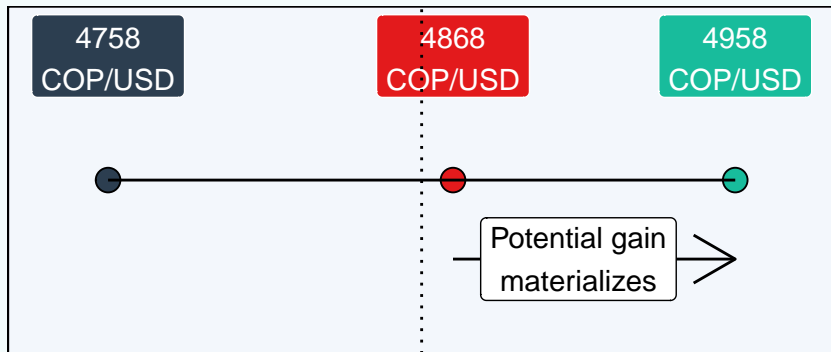 4758
COP/USD
4868
COP/USD
4958
COP/USD
Potential gain
materializes